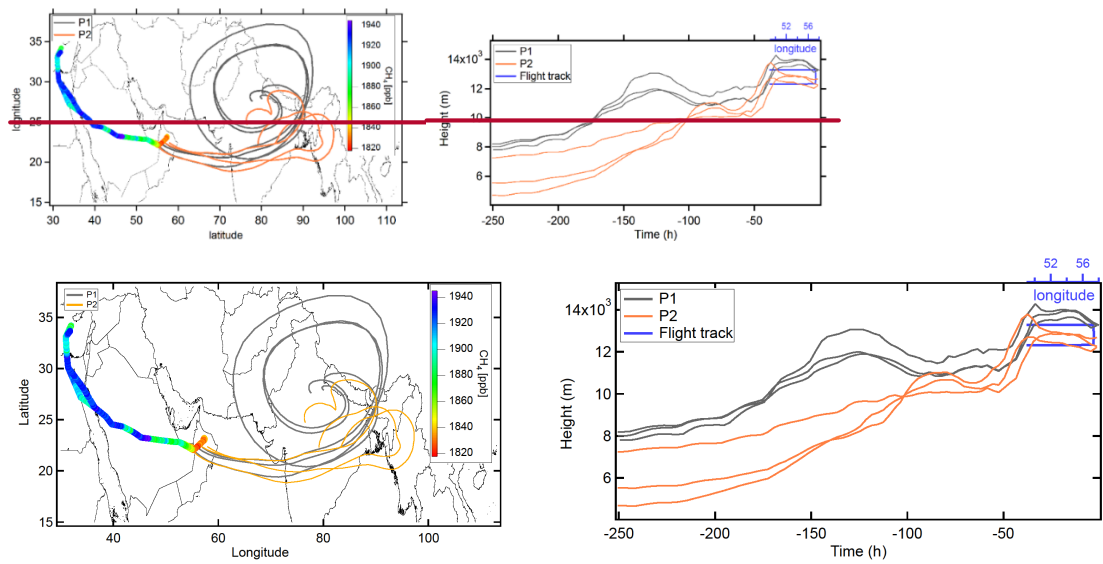 P1
P2
35
30
25
20
15
lognitude
30 40 50 60 70 80 90 100 110
latitude
1940
1920
1900
1880
1860
1840
1820
CH4 [ppb]
52 56
longitude
P1
P2
Flight track
14x10³
12
10
8
6
Height (m)
-250 -200 -150 -100 -50
Time (h)
P1
P2
35
30
25
20
15
Latitude
40 60 80 100
Longitude
1940
1920
1900
1880
1860
1840
1820
CH4 [ppb]
52 56
longitude
P1
P2
Flight track
14x10³
12
10
8
6
Height (m)
-250 -200 -150 -100 -50
Time (h)